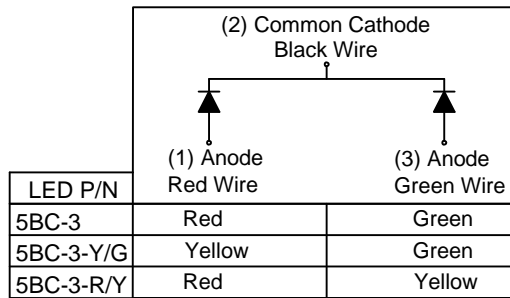 (2) Common Cathode
Black Wire
(1) Anode
Red Wire
(3) Anode
Green Wire
LED P/N
5BC-3 Red Green
5BC-3-Y/G Yellow Green
5BC-3-R/Y Red Yellow